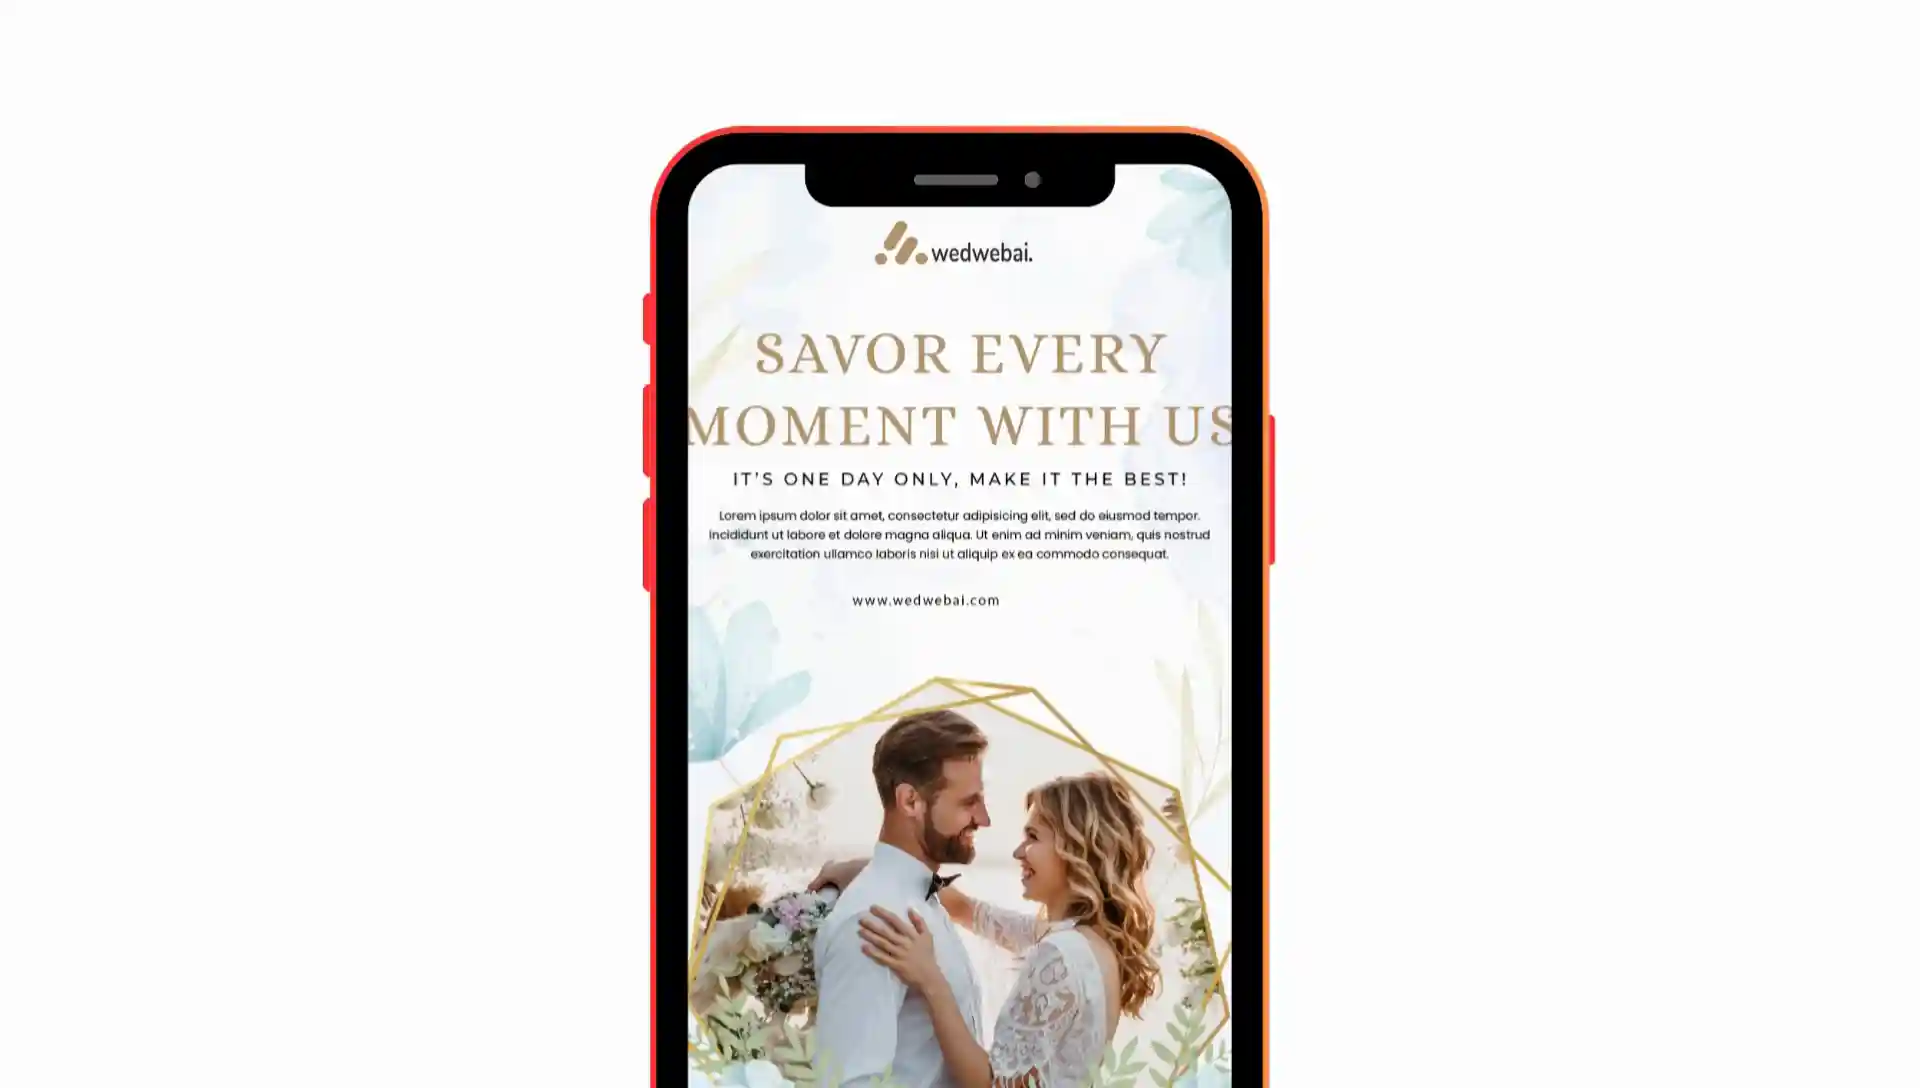 wedwebai.
SAVOR EVERY
MOMENT WITH US
IT'S ONE DAY ONLY, MAKE IT THE BEST!
Lorem ipsum dolor sit amet, consectetur adipisicing elit, sed do eiusmod tempor.
Incididunt ut labore et dolore magna aliqua. Ut enim ad minim veniam, quis nostrud
exercitation ullamco laboris nisi ut aliquip ex ea commodo consequat.
www.wedwebai.com